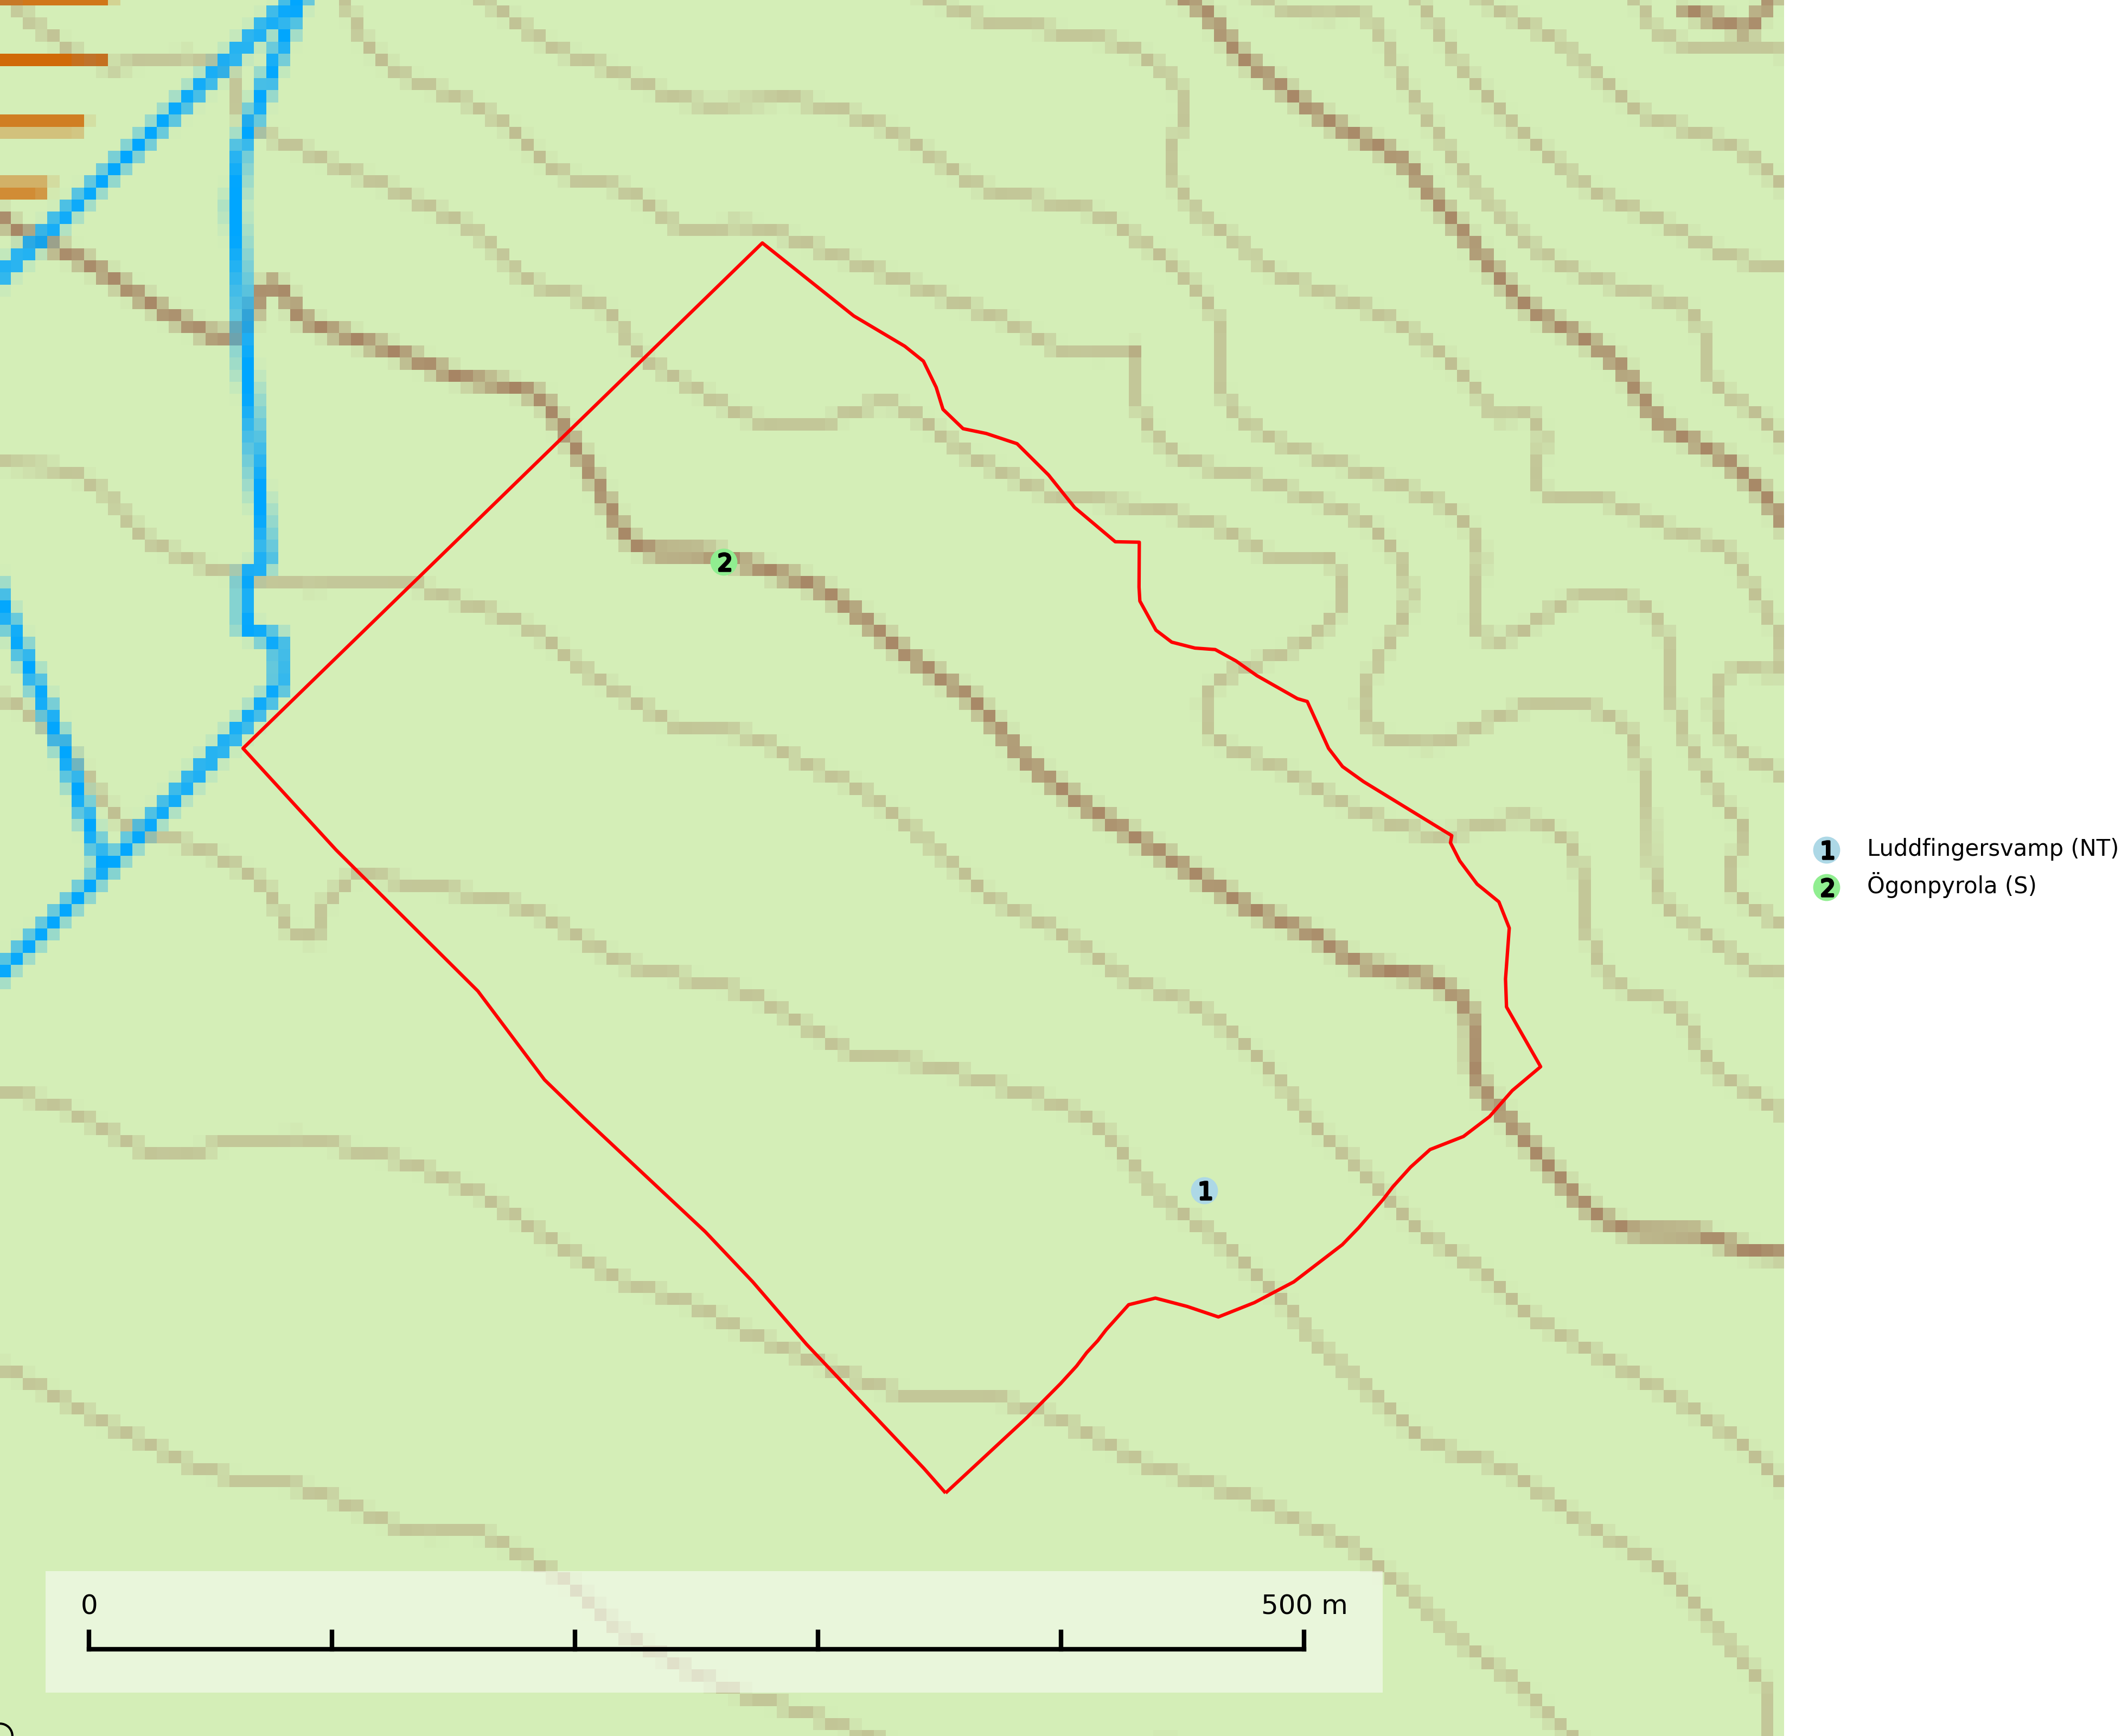 2
1 Luddfingersvamp (NT)
2 Ögonpyrola (S)
1
0 500 m